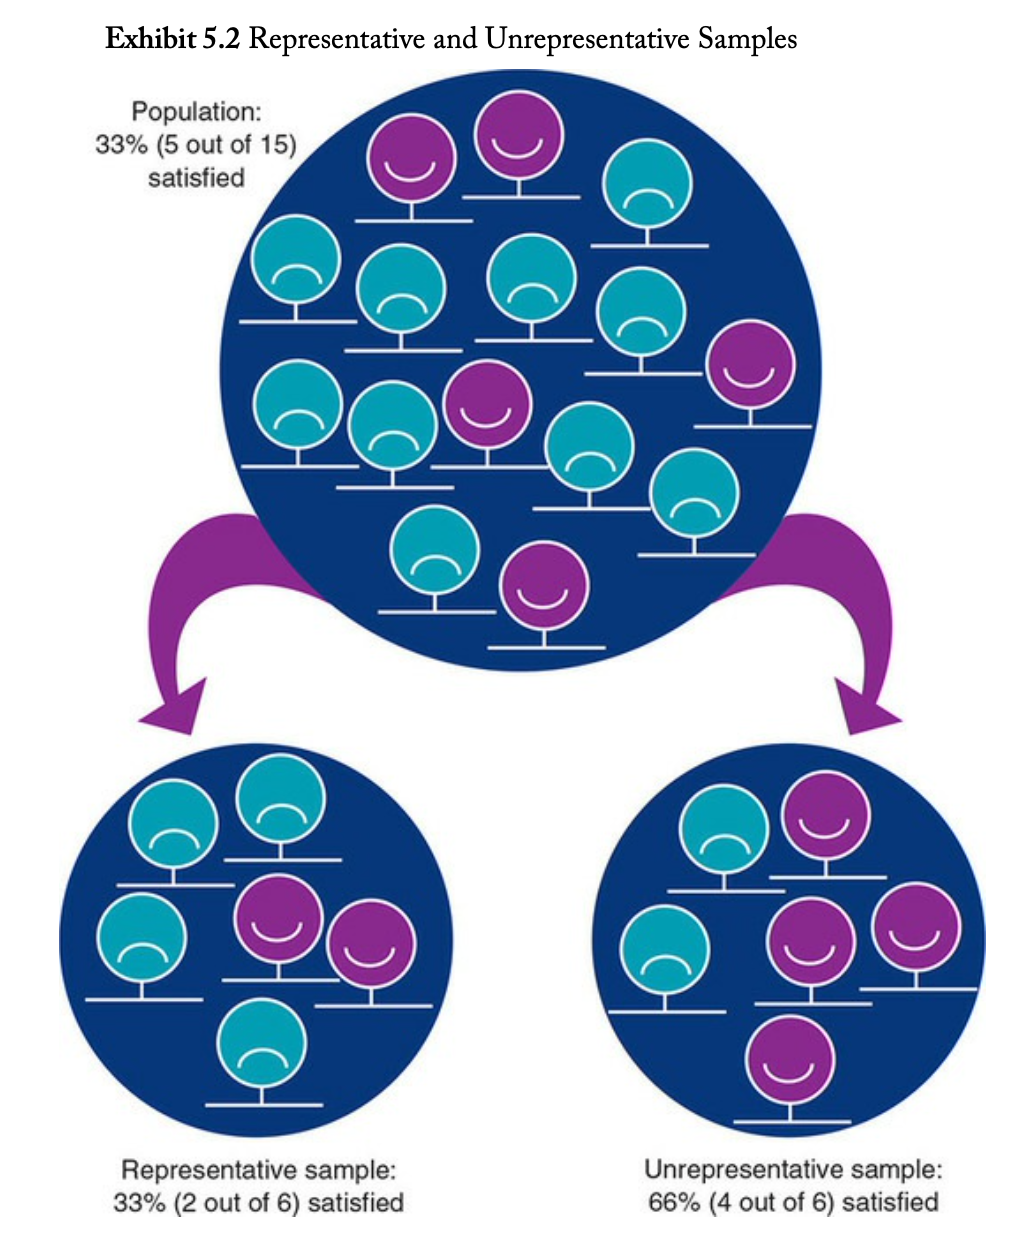 Exhibit 5.2 Representative and Unrepresentative Samples
Population:
33% (5 out of 15)
satisfied
Representative sample:
33% (2 out of 6) satisfied
Unrepresentative sample:
66% (4 out of 6) satisfied